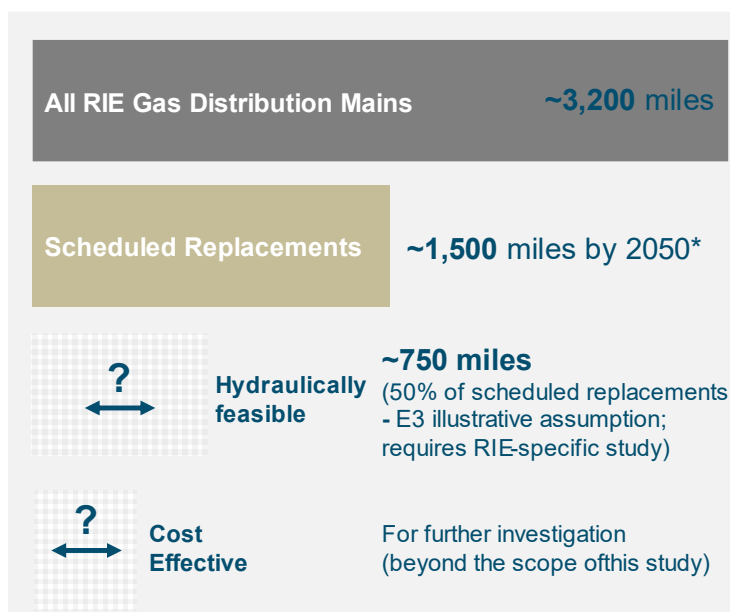 All RIE Gas Distribution Mains
~3,200 miles
Scheduled Replacements
~1,500 miles by 2050*
?
Hydraulically
feasible
~750 miles
(50% of scheduled replacements
- E3 illustrative assumption;
requires RIE-specific study)
?
Cost
Effective
For further investigation
(beyond the scope ofthis study)